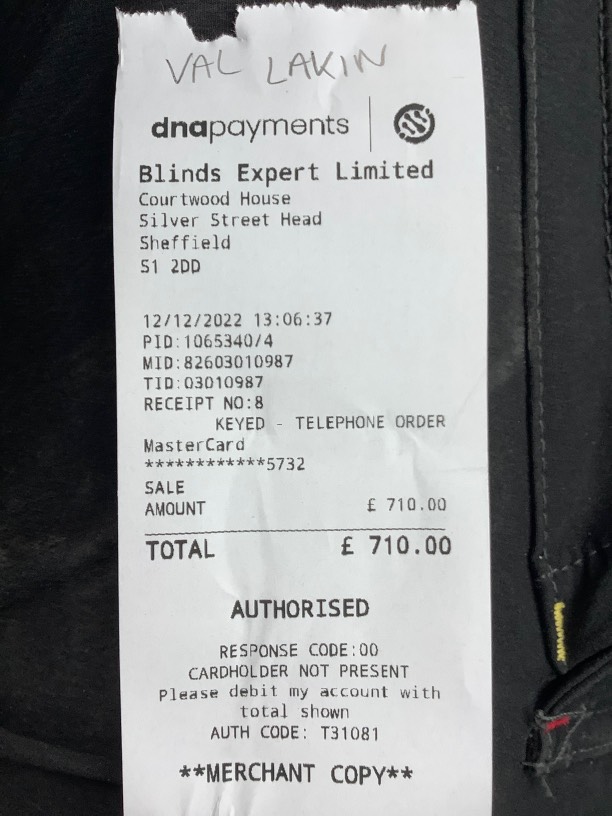 VAL LAKIN
dnapayments
Blinds Expert Limited
Courtwood House
Silver Street Head
Sheffield
S1 2DD
12/12/2022 13:06:37
PID:1065340/4
MID:82603010987
TID:03010987
RECEIPT NO:8
KEYED - TELEPHONE ORDER
MasterCard
************5732
SALE
AMOUNT £ 710.00
TOTAL £ 710.00
AUTHORISED
RESPONSE CODE:00
CARDHOLDER NOT PRESENT
Please debit my account with
total shown
AUTH CODE: T31081
**MERCHANT COPY**